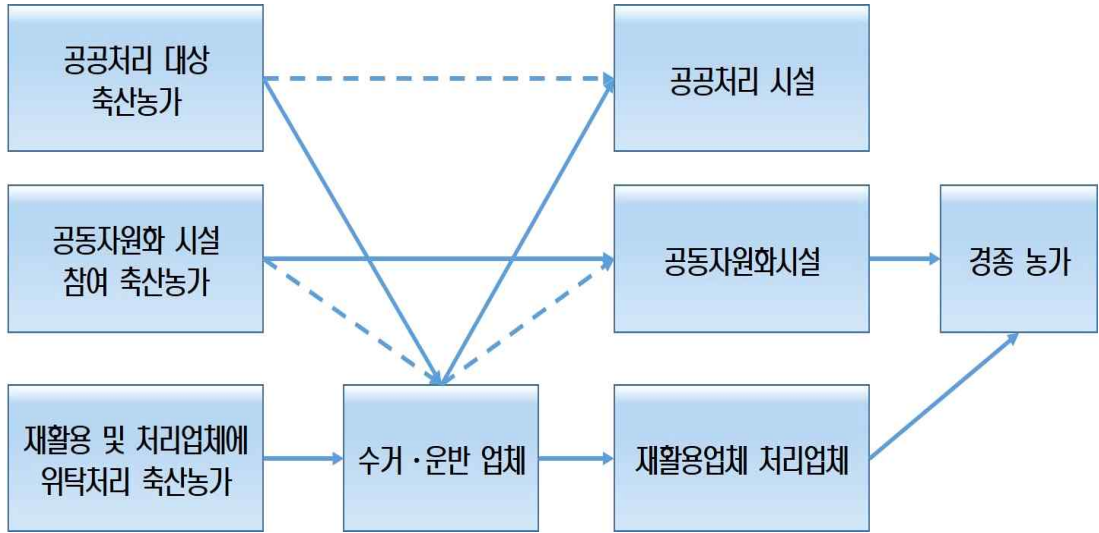 공공처리 대상
축산농가
공공처리 시설
공동자원화 시설
참여 축산농가
공동자원화시설
경종 농가
재활용 및 처리업체에
위탁처리 축산농가
수거·운반 업체
재활용업체 처리업체